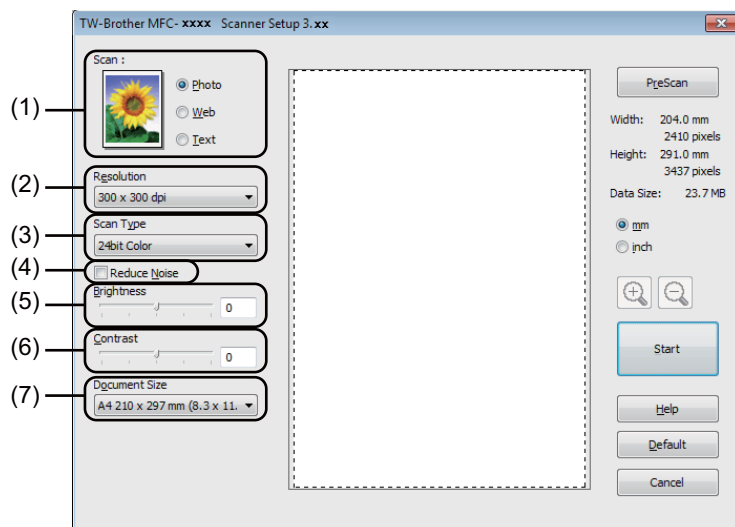 TW-Brother MFC- xxxx Scanner Setup 3. xx
(1)
Scan :
Photo
Web
Text
(2)
Resolution
300 x 300 dpi
(3)
Scan Type
24bit Color
(4)
Reduce Noise
(5)
Brightness
0
(6)
Contrast
0
(7)
Document Size
A4 210 x 297 mm (8.3 x 11.
PreScan
Width: 204.0 mm
2410 pixels
Height: 291.0 mm
3437 pixels
Data Size: 23.7 MB
mm
inch
Start
Help
Default
Cancel